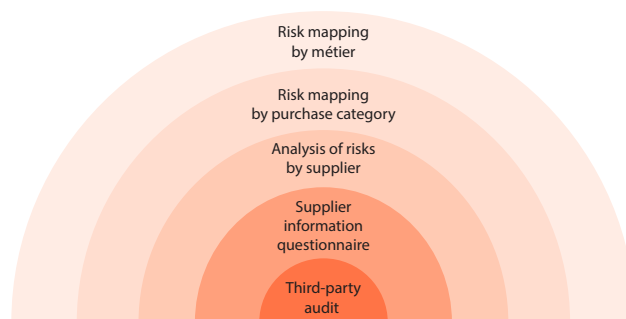 Risk mapping
by métier
Risk mapping
by purchase category
Analysis of risks
by supplier
Supplier
information
questionnaire
Third-party
audit